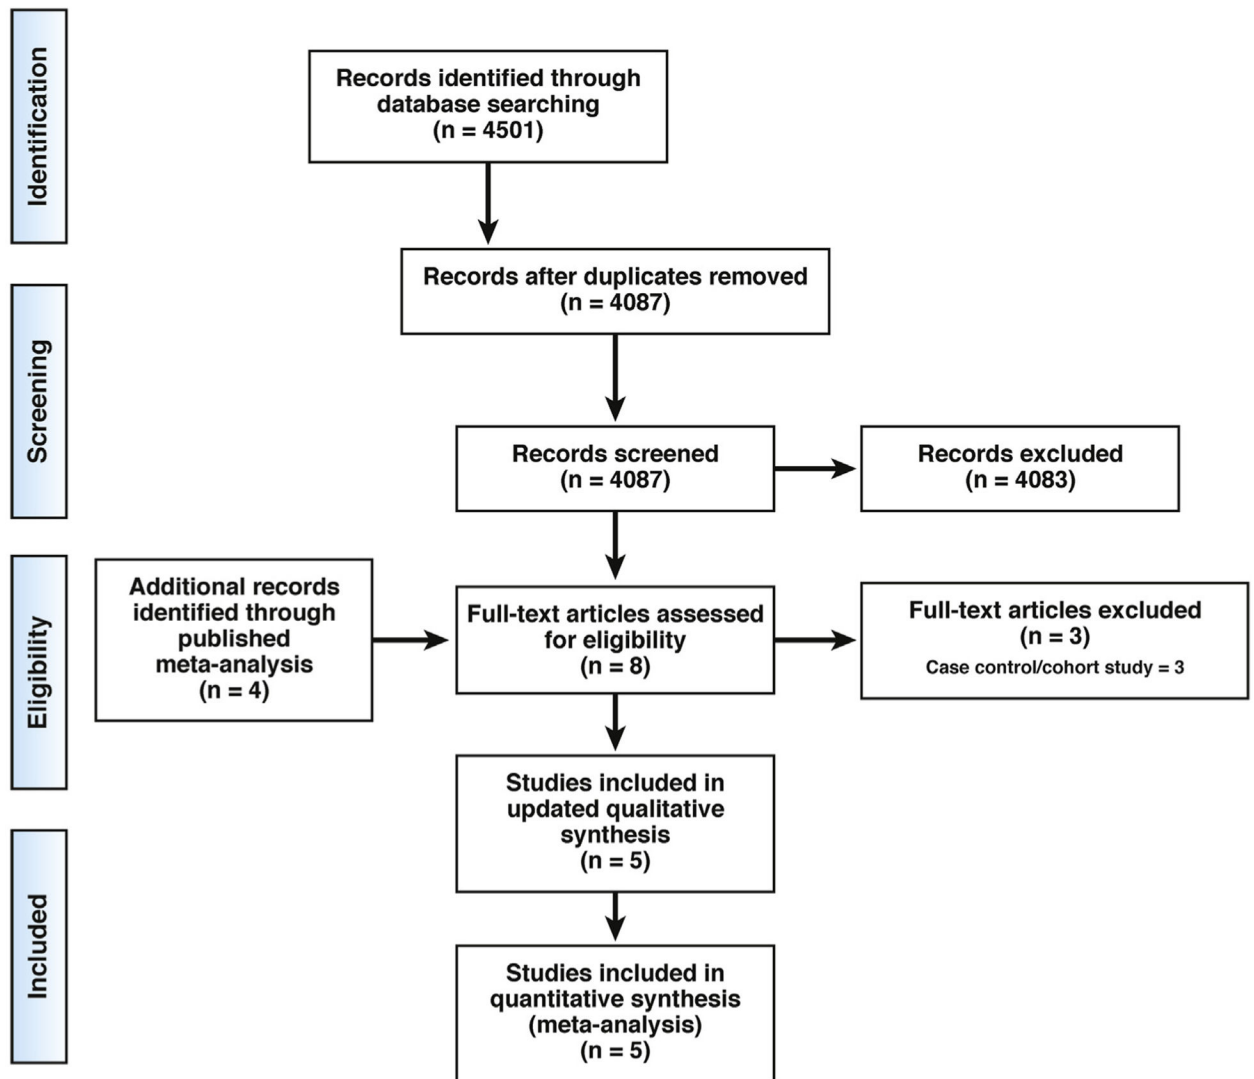 Identification
Records identified through
database searching
(n = 4501)
Records after duplicates removed
(n = 4087)
Screening
Records screened
(n = 4087)
Records excluded
(n = 4083)
Eligibility
Additional records
identified through
published
meta-analysis
(n = 4)
Full-text articles assessed
for eligibility
(n = 8)
Full-text articles excluded
(n = 3)
Case control/cohort study = 3
Studies included in
updated qualitative
synthesis
(n = 5)
Included
Studies included in
quantitative synthesis
(meta-analysis)
(n = 5)